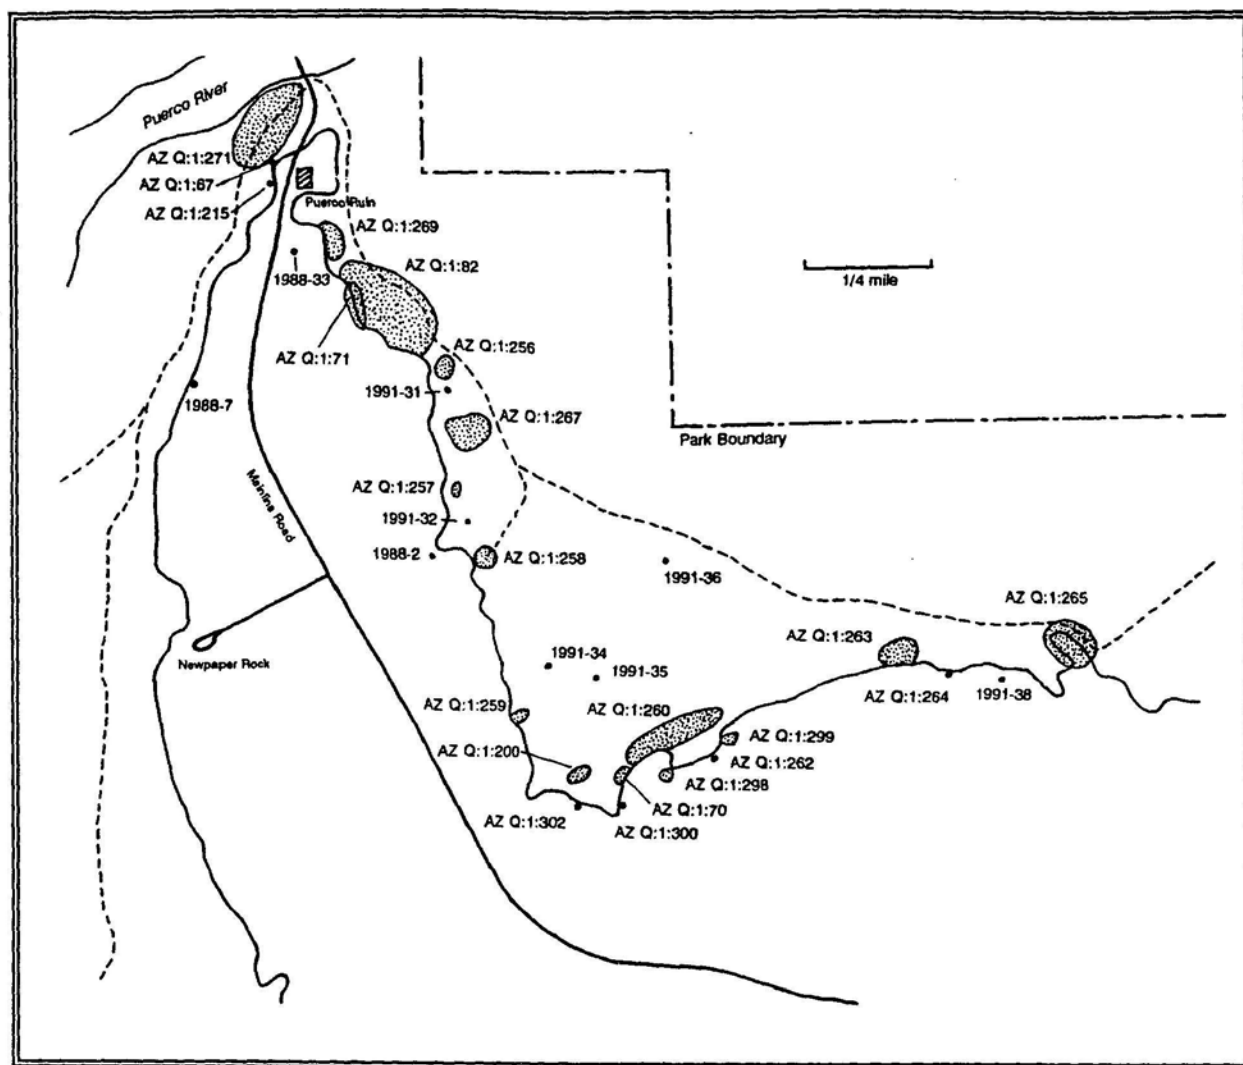 Puerco River
AZ Q:1:271
AZ Q:1:67
AZ Q:1:215
Puerco Ruin
AZ Q:1:269
1988-33
AZ Q:1:82
1/4 mile
AZ Q:1:71
AZ Q:1:256
1988-7
1991-31
AZ Q:1:267
Park Boundary
Mainline Road
AZ Q:1:257
1991-32
1988-2
AZ Q:1:258
1991-36
AZ Q:1:265
AZ Q:1:263
Newpaper Rock
1991-34
1991-35
AZ Q:1:264
1991-38
AZ Q:1:259
AZ Q:1:260
AZ Q:1:299
AZ Q:1:200
AZ Q:1:262
AZ Q:1:298
AZ Q:1:70
AZ Q:1:302
AZ Q:1:300